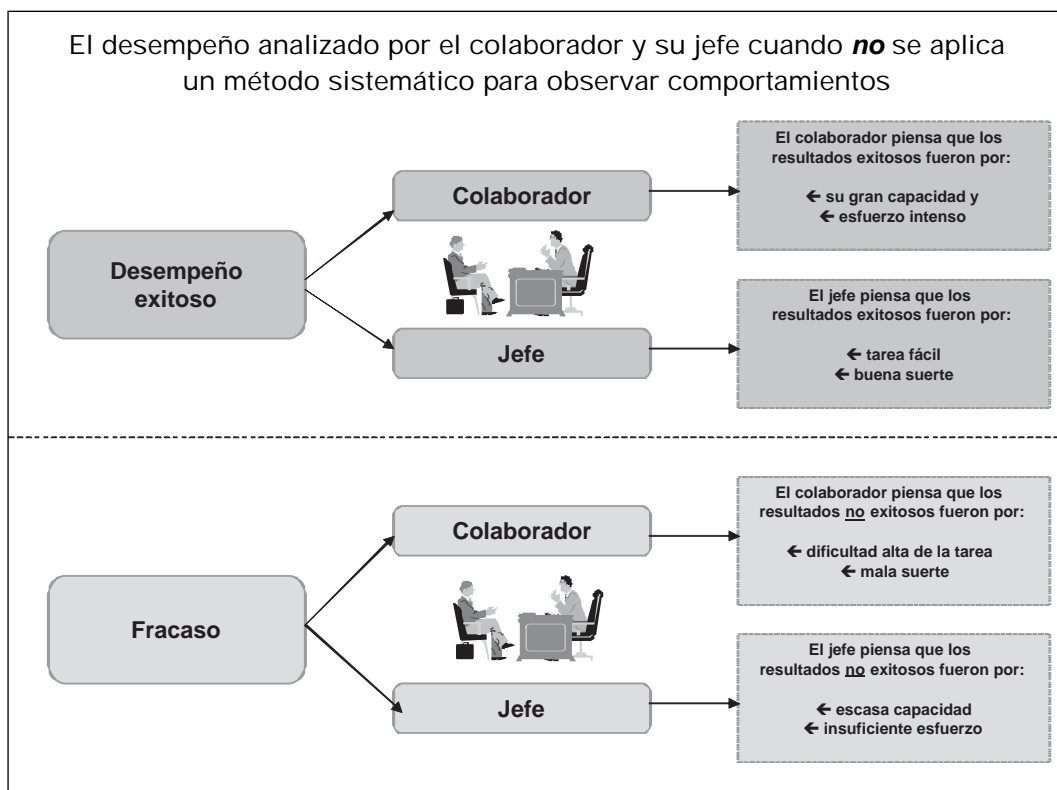 El desempeño analizado por el colaborador y su jefe cuando no se aplica
un método sistemático para observar comportamientos
El colaborador piensa que los
resultados exitosos fueron por:
← su gran capacidad y
← esfuerzo intenso
Colaborador
Desempeño
exitoso
Jefe
El jefe piensa que los
resultados exitosos fueron por:
← tarea fácil
← buena suerte
El colaborador piensa que los
resultados no exitosos fueron por:
← dificultad alta de la tarea
← mala suerte
Colaborador
Fracaso
Jefe
El jefe piensa que los
resultados no exitosos fueron por:
← escasa capacidad
← insuficiente esfuerzo